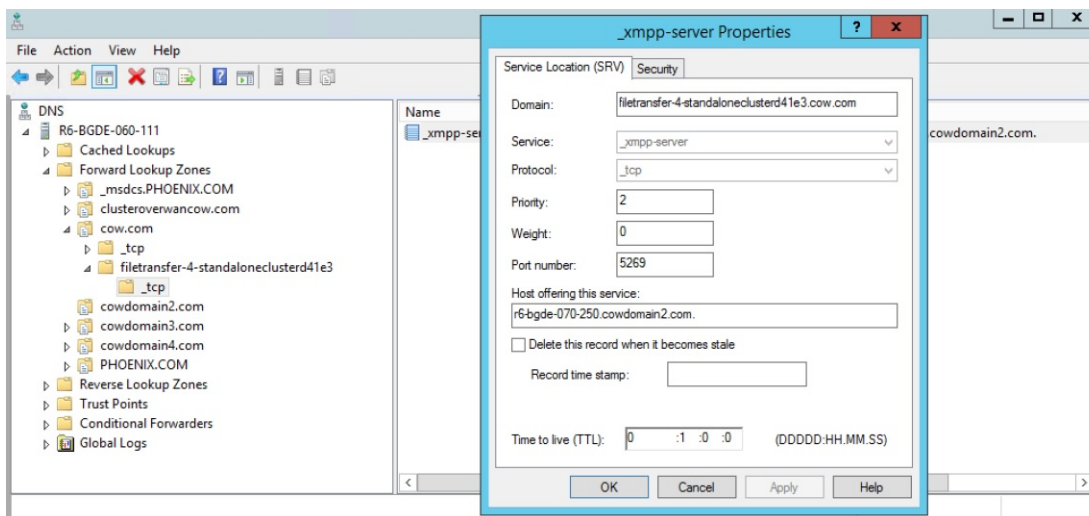 _xmpp-server Properties
?
x
File Action View Help
DNS
R6-BGDE-060-111
Cached Lookups
Forward Lookup Zones
_msdcs.PHOENIX.COM
clusteroverwancow.com
cow.com
_tcp
filetransfer-4-standaloneclusterd41e3
_tcp
cowdomain2.com
cowdomain3.com
cowdomain4.com
PHOENIX.COM
Reverse Lookup Zones
Trust Points
Conditional Forwarders
Global Logs
Name
_xmpp-ser
cowdomain2.com.
Service Location (SRV) Security
Domain: filetransfer-4-standaloneclusterd41e3.cow.com
Service: _xmpp-server
Protocol: _tcp
Priority: 2
Weight: 0
Port number: 5269
Host offering this service:
r6-bgde-070-250.cowdomain2.com.
Delete this record when it becomes stale
Record time stamp:
Time to live (TTL): 0 :1 :0 :0 (DDDDD:HH.MM.SS)
OK Cancel Apply Help